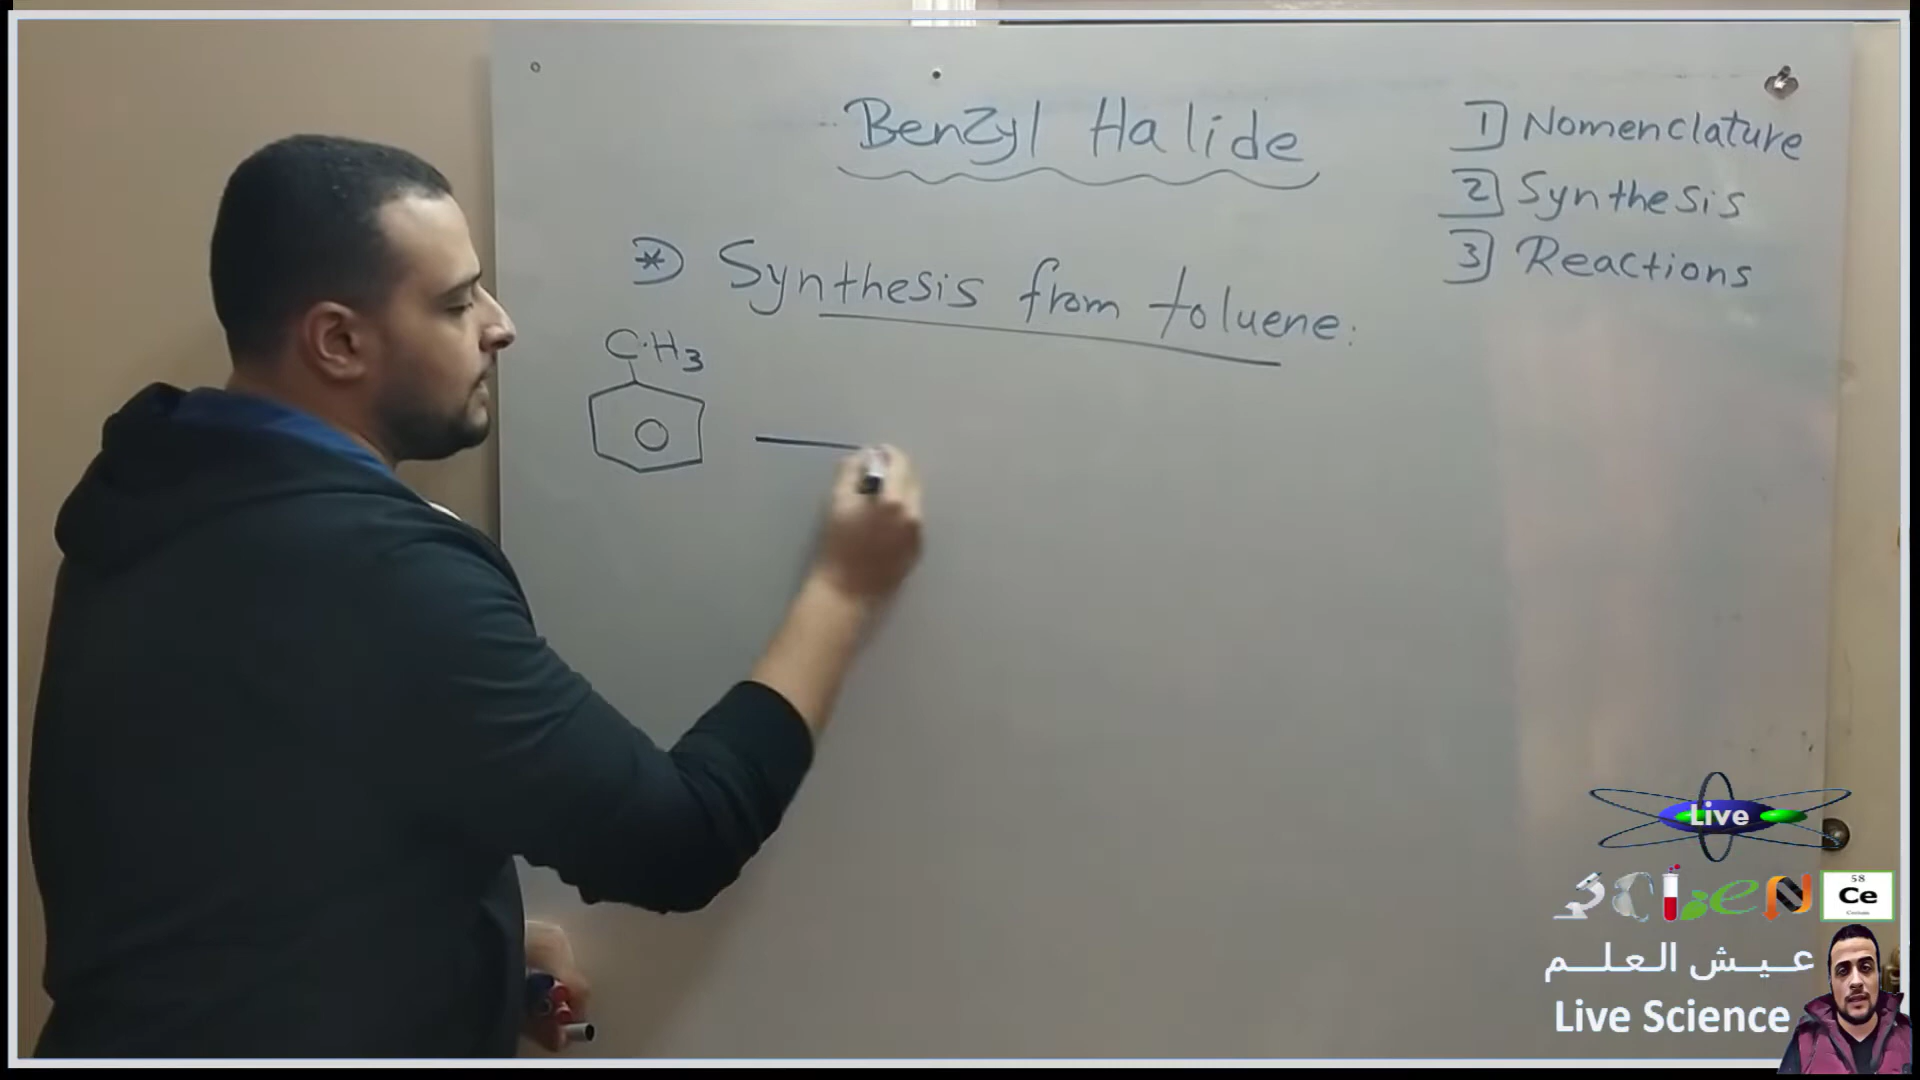 Benzyl Halide
1] Nomenclature
2] Synthesis
3] Reactions
* Synthesis from toluene:
CH3
Live
SCIeN
58
Ce
عيش العلم
Live Science